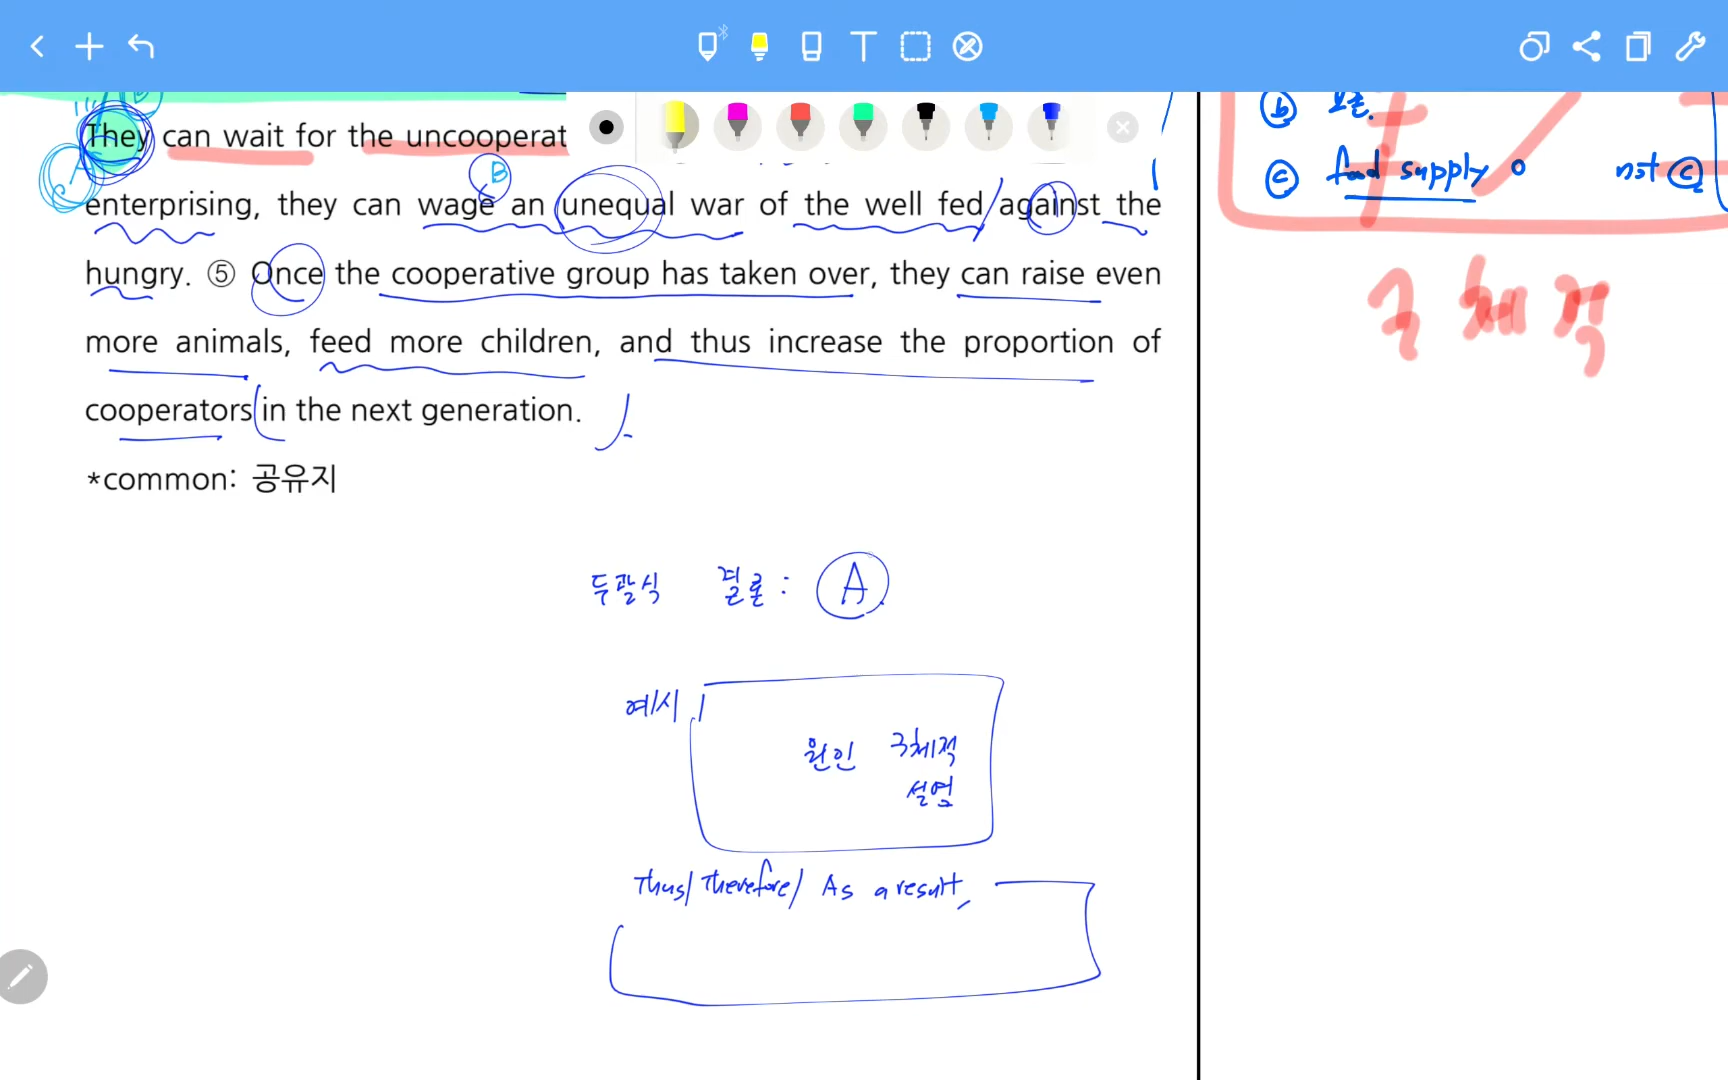 They can wait for the uncooperat
B
enterprising, they can wage an unequal war of the well fed / against the
hungry. ⑤ Once the cooperative group has taken over, they can raise even
more animals, feed more children, and thus increase the proportion of
cooperators in the next generation.
*common: 공유지
두괄식 결론 : Ⓐ
예시
원인 구체적
설명
Thus/ Therefore/ As a result,
ⓑ
ⓒ food supply o not ⓒ
구체적